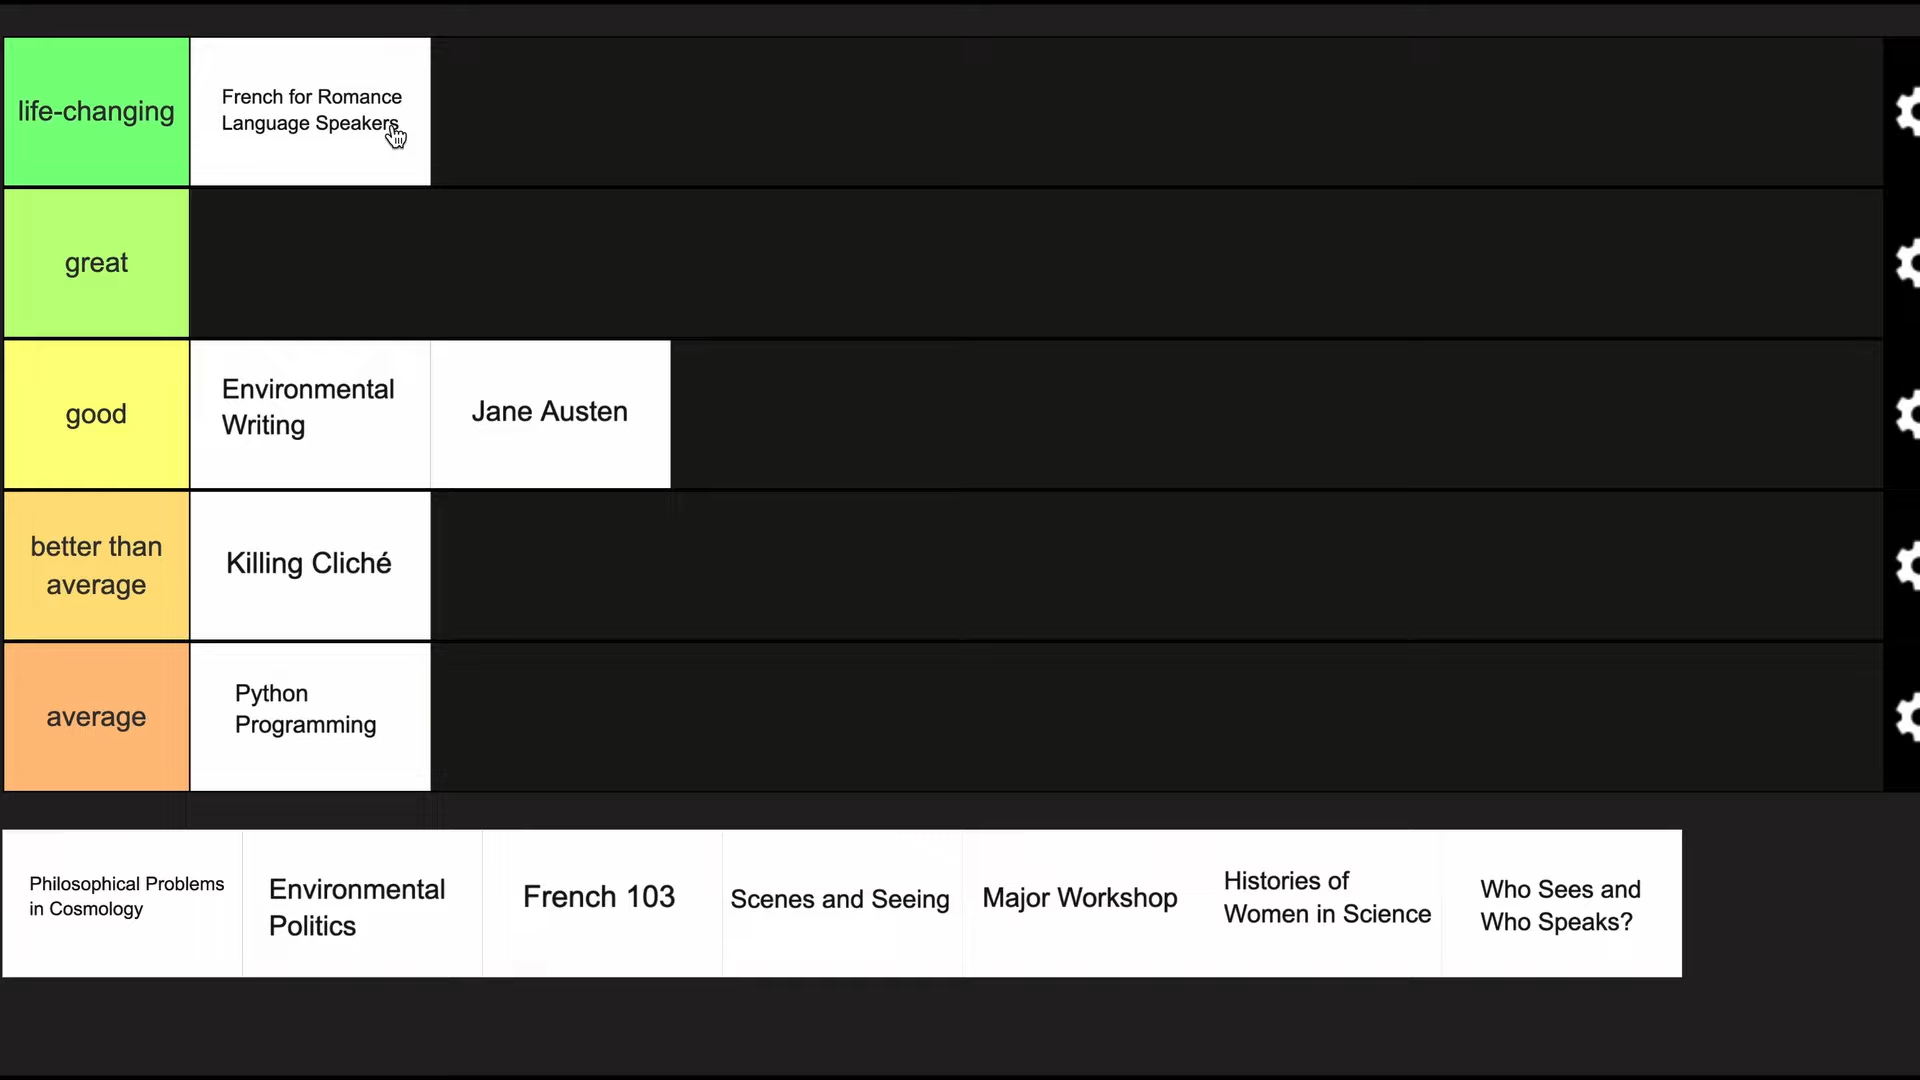 life-changing
French for Romance
Language Speakers
great
good
Environmental
Writing
Jane Austen
better than
average
Killing Cliché
average
Python
Programming
Philosophical Problems
in Cosmology
Environmental
Politics
French 103
Scenes and Seeing
Major Workshop
Histories of
Women in Science
Who Sees and
Who Speaks?